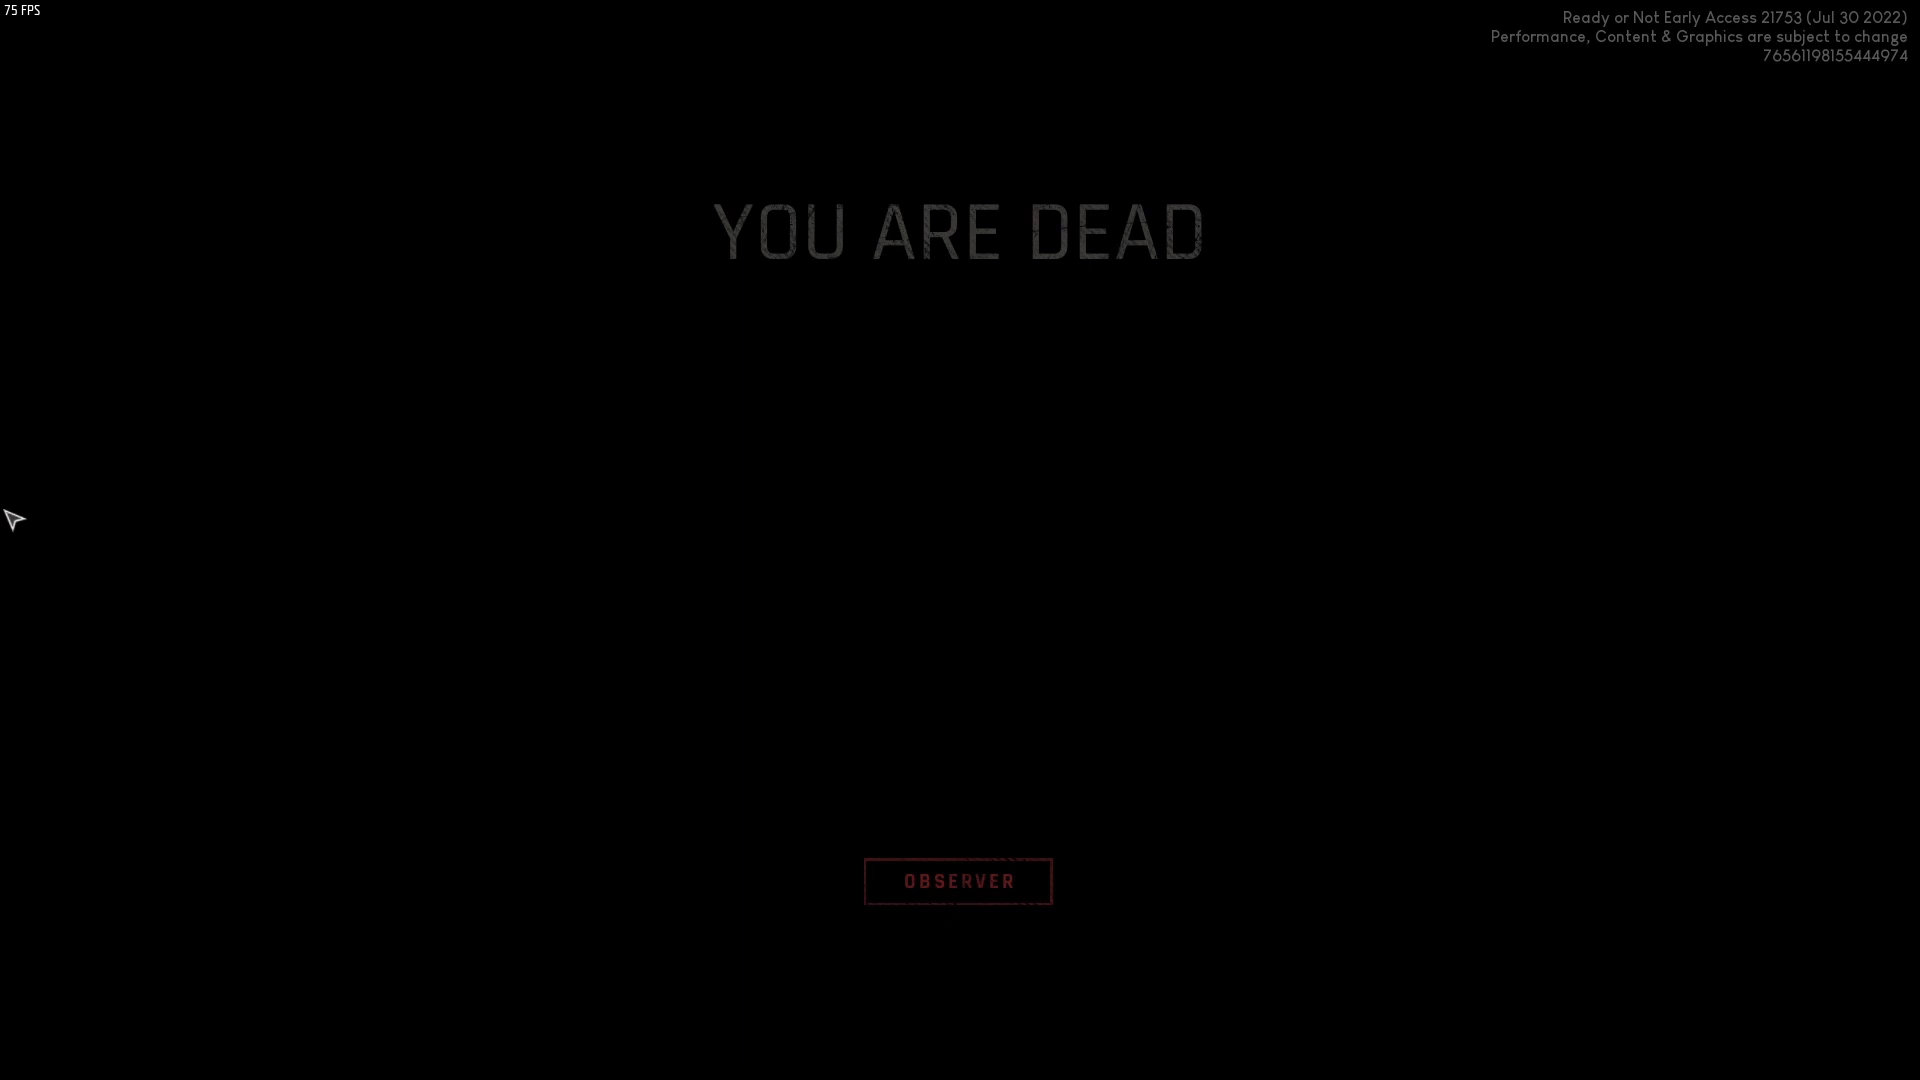 75 FPS
Ready or Not Early Access 21753 (Jul 30 2022)
Performance, Content & Graphics are subject to change
76561198155444974
YOU ARE DEAD
OBSERVER